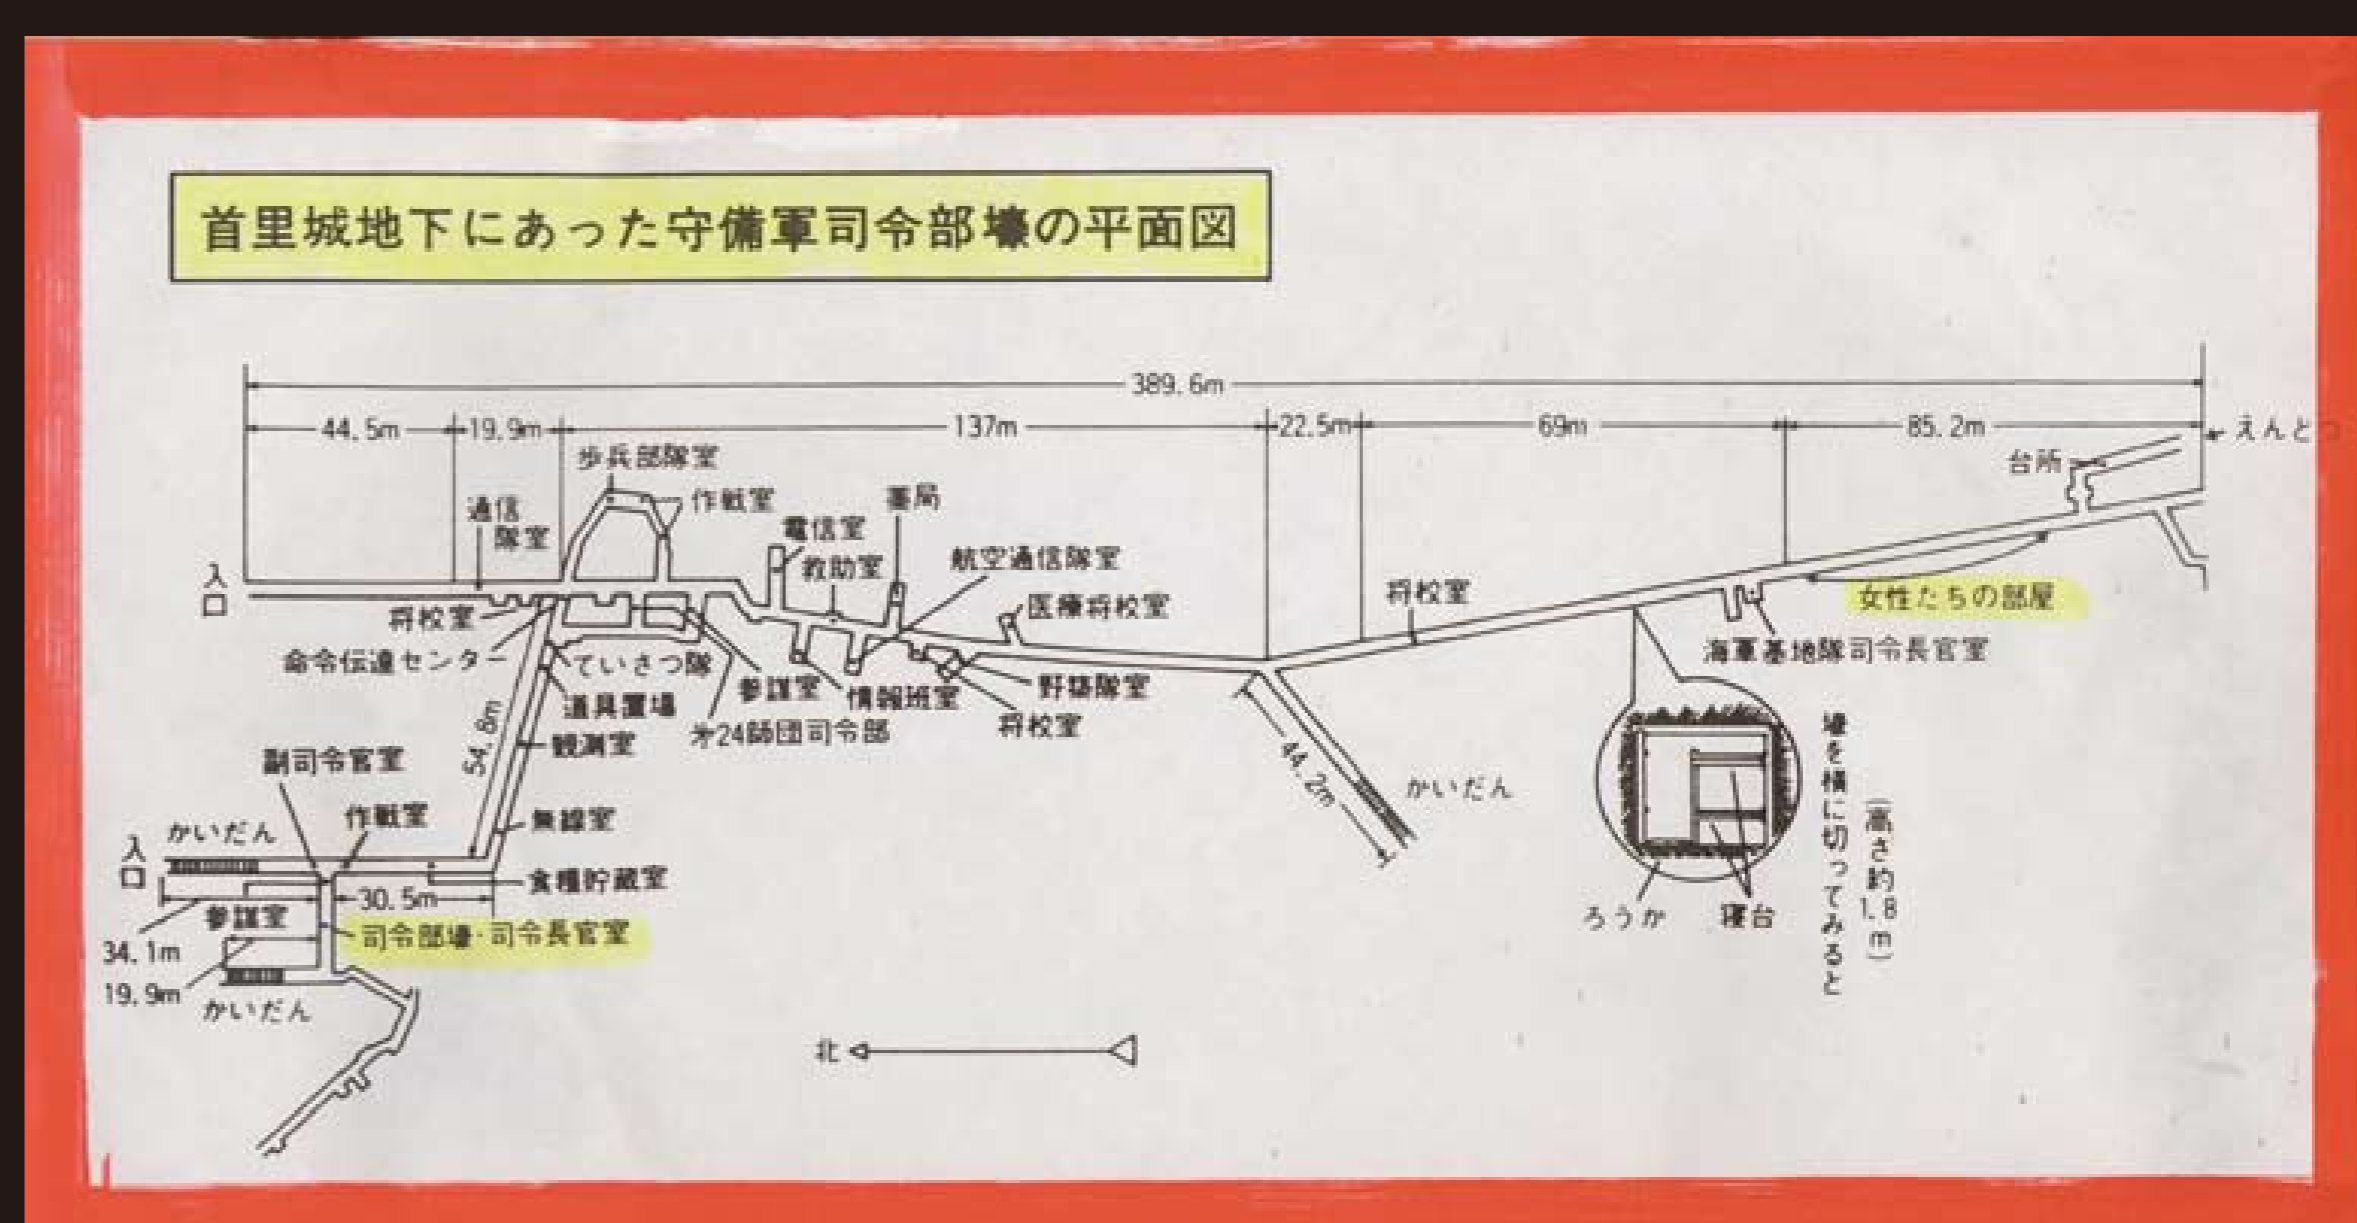 首里城地下にあった守備軍司令部壕の平面図
389.6m
44.5m
19.9m
137m
22.5m
69m
85.2m
えんとつ
台所
歩兵部隊室
作戦室
通信
隊室
電信室
薬局
救助室
航空通信隊室
医療将校室
将校室
女性たちの部屋
海軍基地隊司令長官室
入
口
将校室
命令伝達センター
ていさつ隊
道具置場
観測室
参謀室
才24師団司令部
情報班室
野築隊室
将校室
54.8m
無線室
副司令官室
作戦室
かいだん
入
口
食糧貯蔵室
30.5m
参謀室
司令部壕・司令長官室
34.1m
19.9m
かいだん
44.2m
かいだん
ろうか
寝台
壕を横に切ってみると
(高さ約1.8m)
北